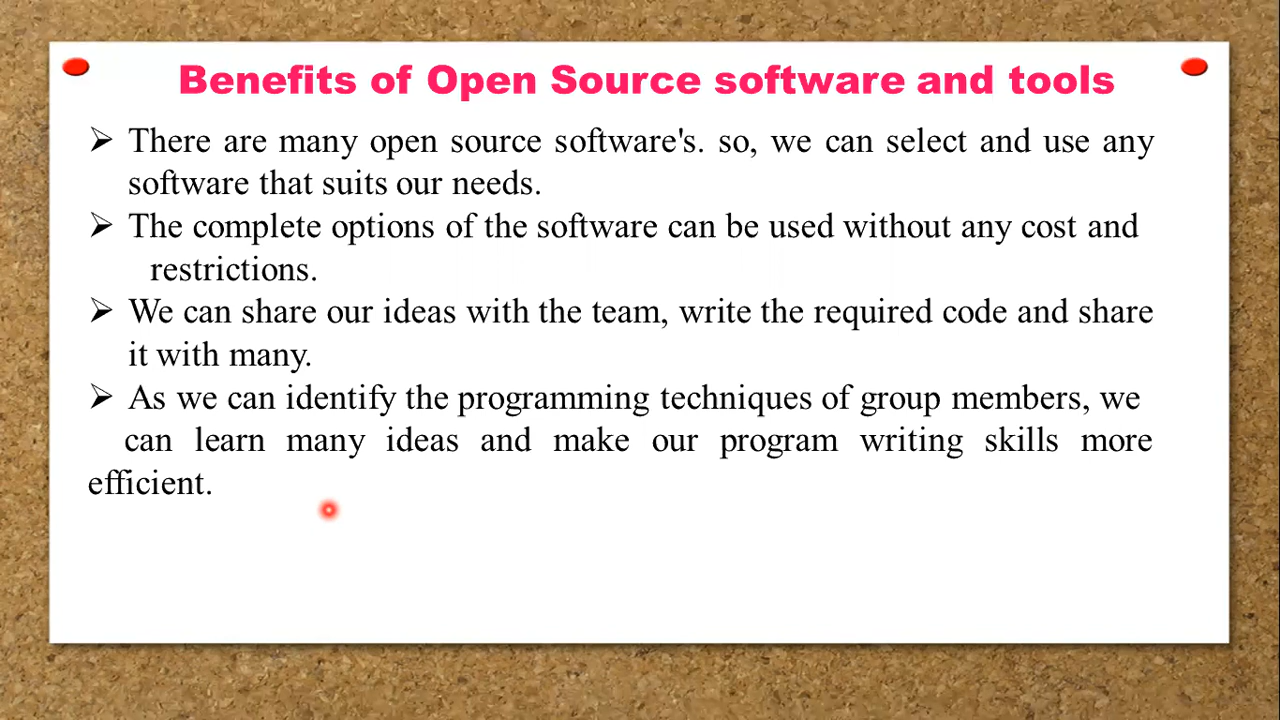 Benefits of Open Source software and tools
➢ There are many open source software's. so, we can select and use any
software that suits our needs.
➢ The complete options of the software can be used without any cost and
restrictions.
➢ We can share our ideas with the team, write the required code and share
it with many.
➢ As we can identify the programming techniques of group members, we
can learn many ideas and make our program writing skills more
efficient.